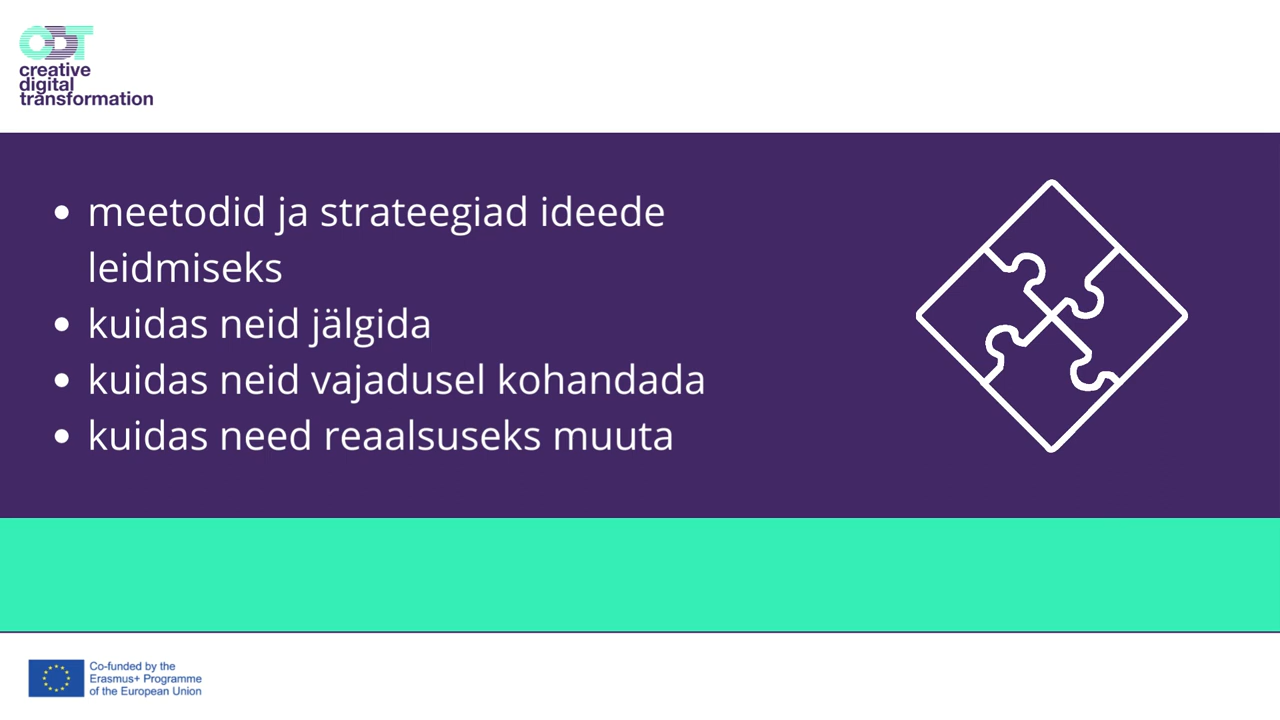 CDT
creative
digital
transformation
• meetodid ja strateegiad ideede
leidmiseks
• kuidas neid jälgida
• kuidas neid vajadusel kohandada
• kuidas need reaalsuseks muuta
Co-funded by the
Erasmus+ Programme
of the European Union